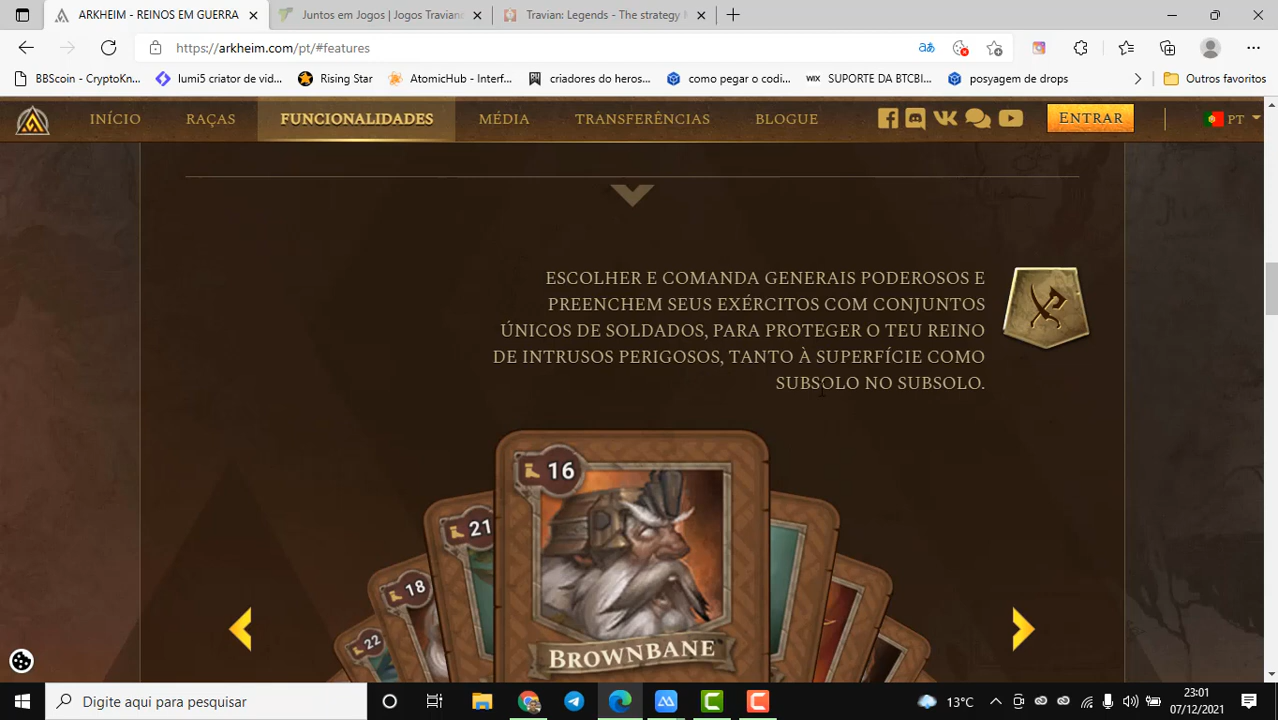 ARKHEIM - REINOS EM GUERRA
Juntos em Jogos | Jogos Traviana
Travian: Legends - The strategy
https://arkheim.com/pt/#features
BBScoin - CryptoKn...
lumi5 criator de vid...
Rising Star
AtomicHub - Interf...
criadores do heros...
como pegar o codi...
WIX SUPORTE DA BTCBI...
posyagem de drops
Outros favoritos
INÍCIO
RAÇAS
FUNCIONALIDADES
MÉDIA
TRANSFERÊNCIAS
BLOGUE
ENTRAR
PT
ESCOLHER E COMANDA GENERAIS PODEROSOS E
PREENCHEM SEUS EXÉRCITOS COM CONJUNTOS
ÚNICOS DE SOLDADOS, PARA PROTEGER O TEU REINO
DE INTRUSOS PERIGOSOS, TANTO À SUPERFÍCIE COMO
SUBSOLO NO SUBSOLO.
16
21
18
22
BROWNBANE
Digite aqui para pesquisar
13°C
23:01
07/12/2021